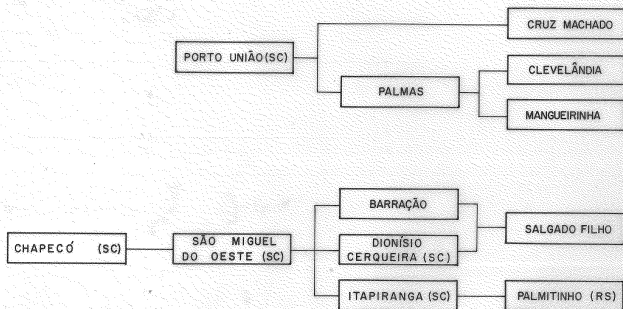 CRUZ MACHADO
PORTO UNIÃO(SC)
CLEVELÂNDIA
PALMAS
MANGUEIRINHA
BARRAÇÃO
SALGADO FILHO
CHAPECÓ (SC)
SÃO MIGUEL
DO OESTE (SC)
DIONÍSIO
CERQUEIRA (SC)
ITAPIRANGA (SC)
PALMITINHO (RS)